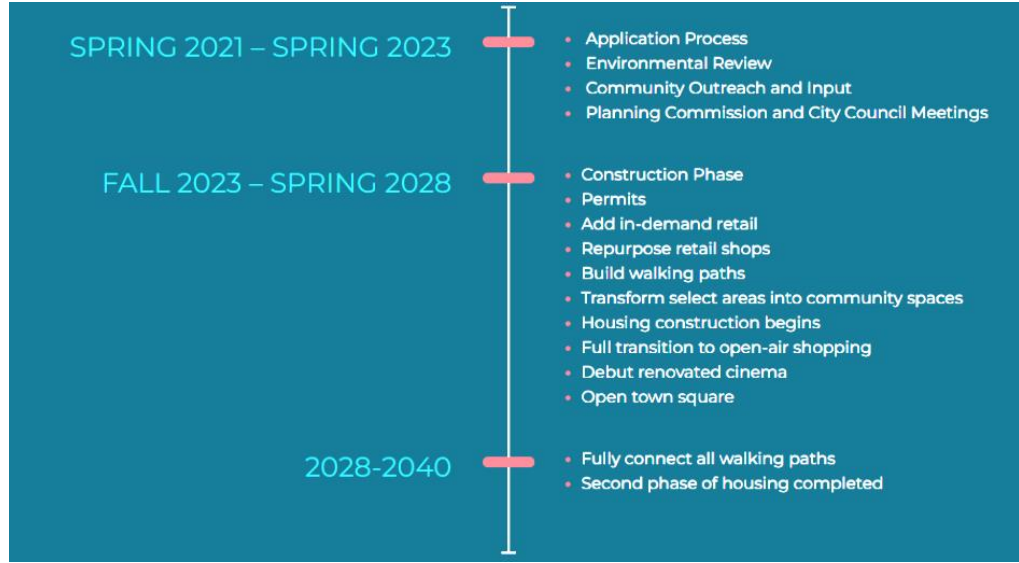 SPRING 2021 – SPRING 2023
• Application Process
• Environmental Review
• Community Outreach and Input
• Planning Commission and City Council Meetings
FALL 2023 – SPRING 2028
• Construction Phase
• Permits
• Add in-demand retail
• Repurpose retail shops
• Build walking paths
• Transform select areas into community spaces
• Housing construction begins
• Full transition to open-air shopping
• Debut renovated cinema
• Open town square
2028-2040
• Fully connect all walking paths
• Second phase of housing completed